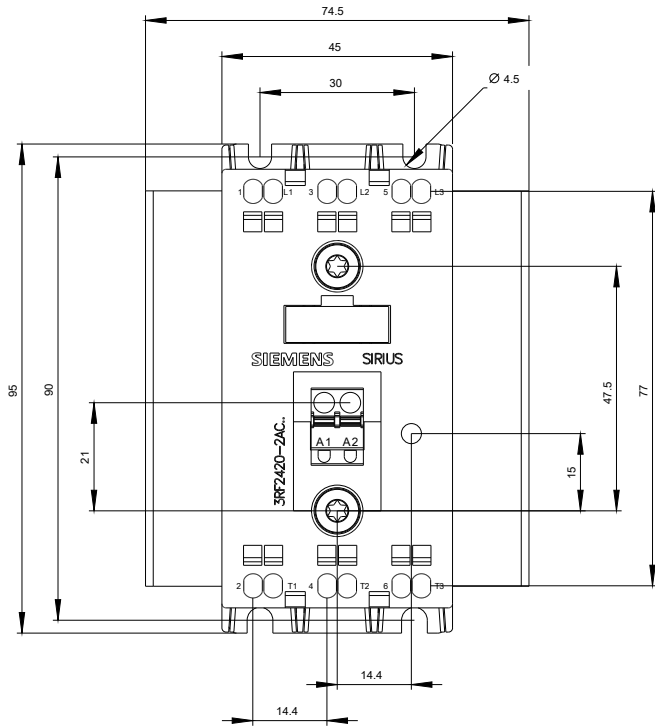 74.5
45
30
Ø 4.5
1 L1 3 L2 5 L3
SIEMENS SIRIUS
95
90
21
3RF2420-2AC..
A1 A2
47.5
77
15
2 T1 4 T2 6 T3
14.4
14.4